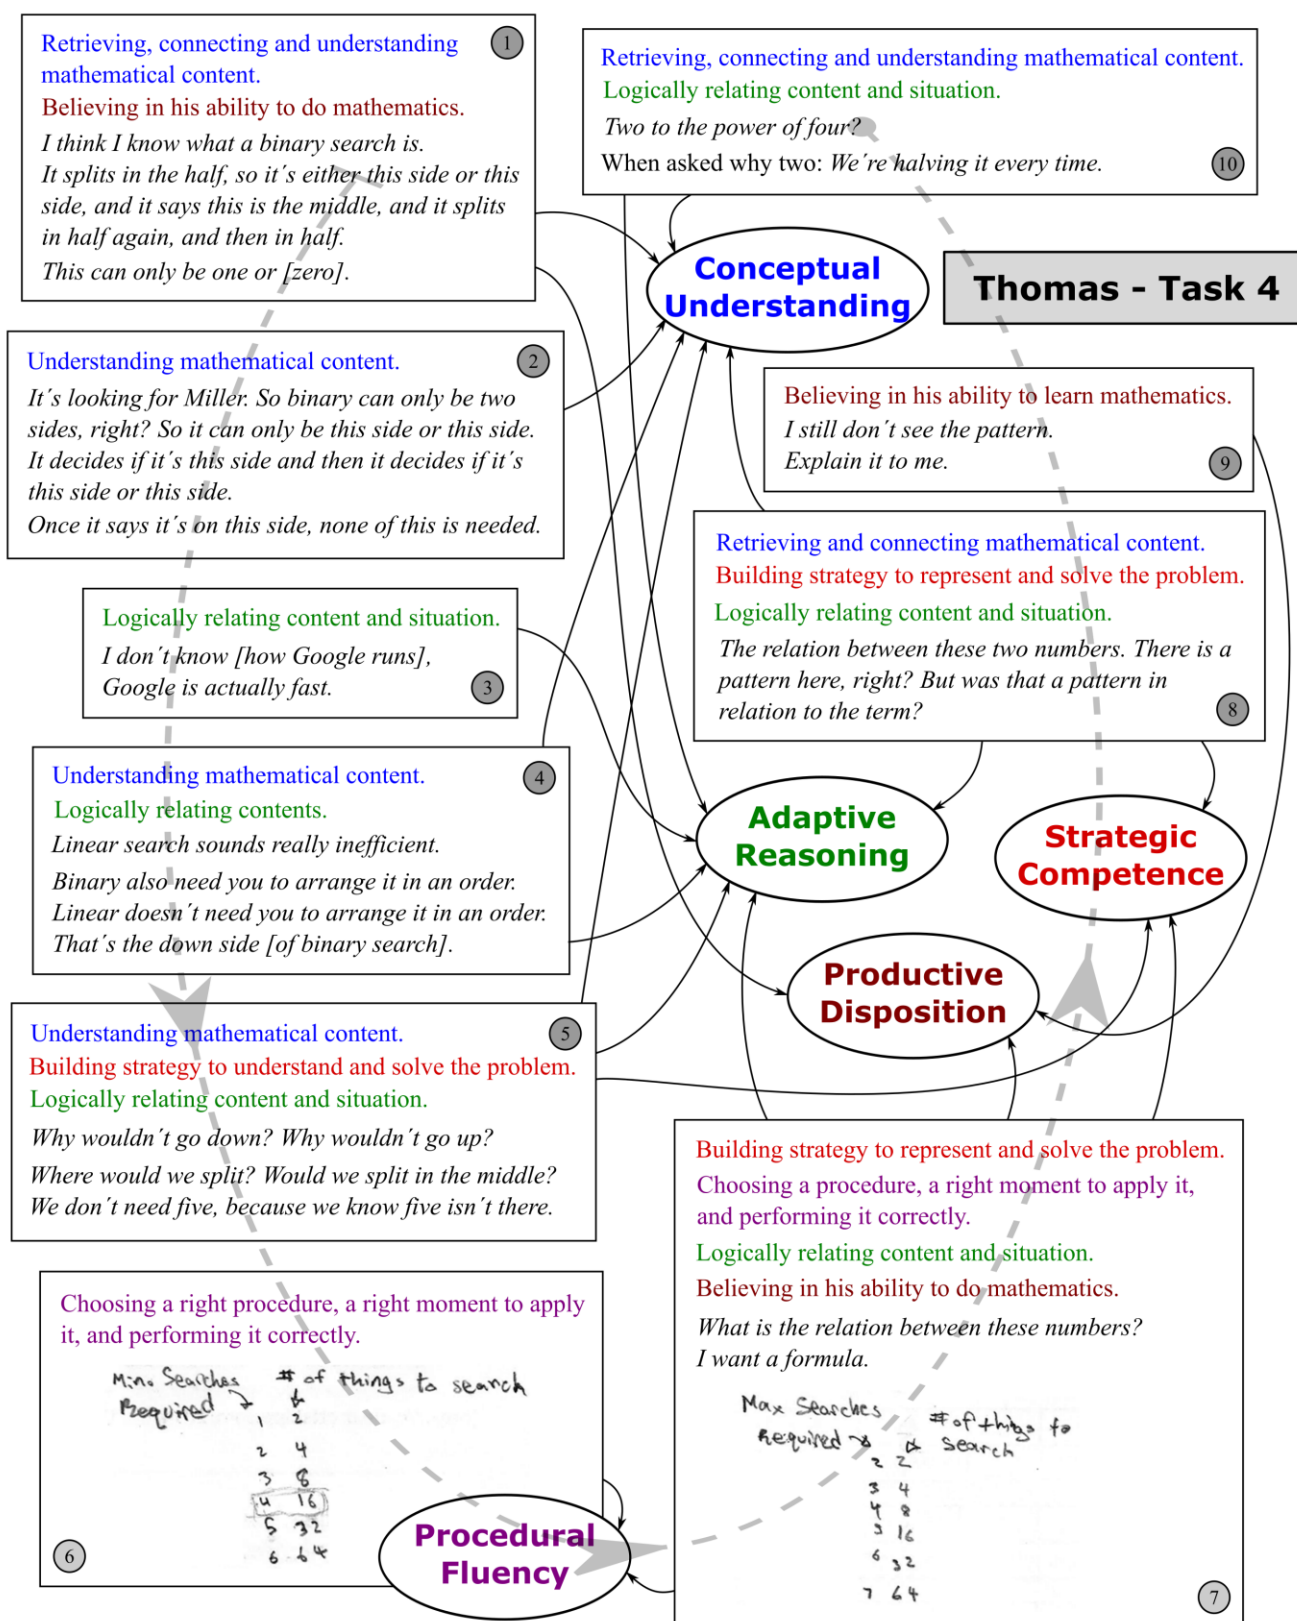 Retrieving, connecting and understanding
mathematical content.
Believing in his ability to do mathematics.
I think I know what a binary search is.
It splits in the half, so it´s either this side or this
side, and it says this is the middle, and it splits
in half again, and then in half.
This can only be one or [zero].
1
Retrieving, connecting and understanding mathematical content.
Logically relating content and situation.
Two to the power of four?
When asked why two: We´re halving it every time.
10
Conceptual
Understanding
Thomas - Task 4
Understanding mathematical content.
2
It´s looking for Miller. So binary can only be two
sides, right? So it can only be this side or this side.
It decides if it´s this side and then it decides if it´s
this side or this side.
Once it says it´s on this side, none of this is needed.
Believing in his ability to learn mathematics.
I still don´t see the pattern.
Explain it to me.
9
Retrieving and connecting mathematical content.
Building strategy to represent and solve the problem.
Logically relating content and situation.
The relation between these two numbers. There is a
pattern here, right? But was that a pattern in
relation to the term?
8
Logically relating content and situation.
I don´t know [how Google runs],
Google is actually fast.
3
Understanding mathematical content.
4
Logically relating contents.
Linear search sounds really inefficient.
Binary also need you to arrange it in an order.
Linear doesn´t need you to arrange it in an order.
That´s the down side [of binary search].
Adaptive
Reasoning
Strategic
Competence
Productive
Disposition
Understanding mathematical content.
5
Building strategy to understand and solve the problem.
Logically relating content and situation.
Why wouldn´t go down? Why wouldn´t go up?
Where would we split? Would we split in the middle?
We don´t need five, because we know five isn´t there.
Choosing a right procedure, a right moment to apply
it, and performing it correctly.
Min. Searches # of things to search
Required
1 2
2 4
3 8
4 16
5 32
6 64
6
Procedural
Fluency
Building strategy to represent and solve the problem.
Choosing a procedure, a right moment to apply it,
and performing it correctly.
Logically relating content and situation.
Believing in his ability to do mathematics.
What is the relation between these numbers?
I want a formula.
Max Searches # of things to
Required search
2 2
3 4
4 8
5 16
6 32
7 64
7